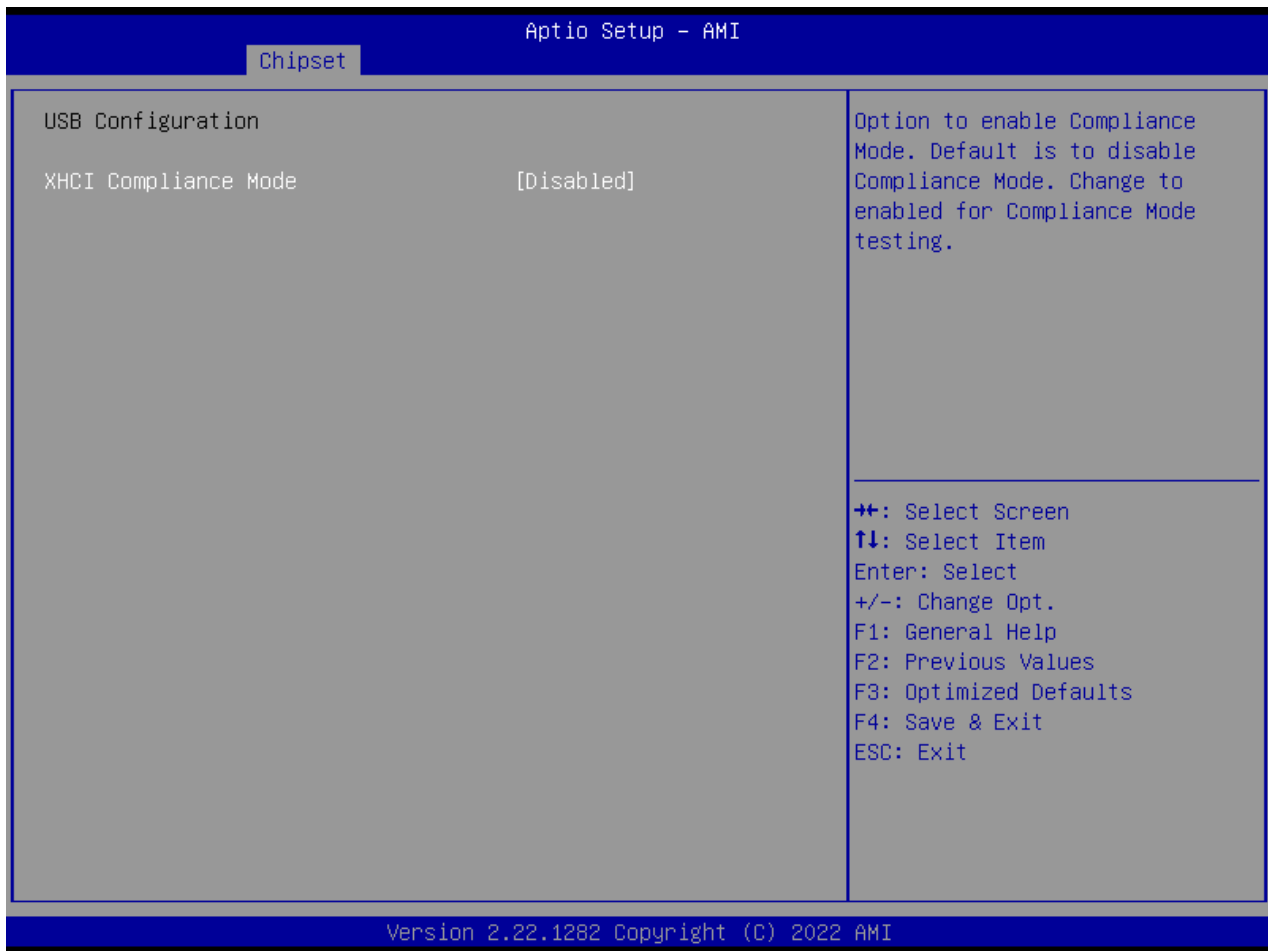 Aptio Setup – AMI
Chipset
USB Configuration
XHCI Compliance Mode [Disabled]
Option to enable Compliance
Mode. Default is to disable
Compliance Mode. Change to
enabled for Compliance Mode
testing.
→←: Select Screen
↑↓: Select Item
Enter: Select
+/-: Change Opt.
F1: General Help
F2: Previous Values
F3: Optimized Defaults
F4: Save & Exit
ESC: Exit
Version 2.22.1282 Copyright (C) 2022 AMI